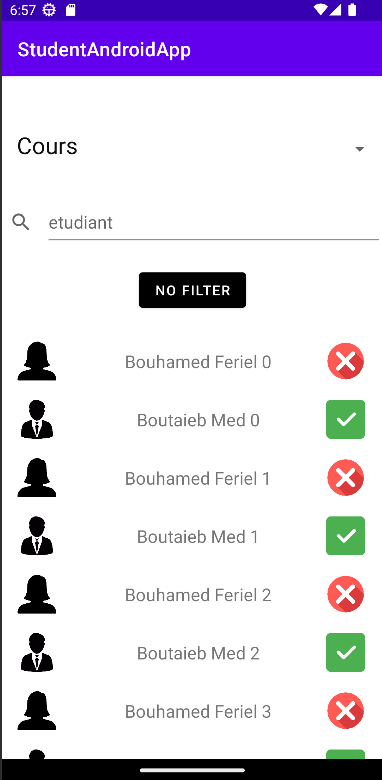 6:57
StudentAndroidApp
Cours
etudiant
NO FILTER
Bouhamed Feriel 0
Boutaieb Med 0
Bouhamed Feriel 1
Boutaieb Med 1
Bouhamed Feriel 2
Boutaieb Med 2
Bouhamed Feriel 3